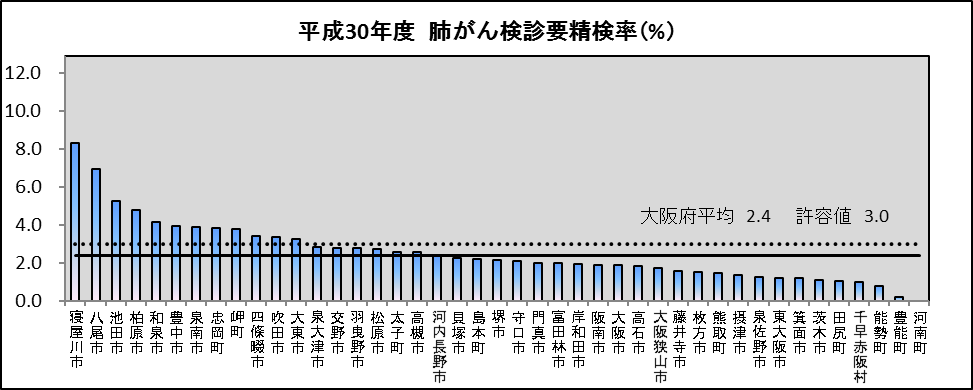 平成30年度 肺がん検診要精検率(%)
12.0
10.0
8.0
6.0
4.0
2.0
0.0
大阪府平均 2.4 許容値 3.0
寝屋川市
八尾市
池田市
柏原市
和泉市
豊中市
泉南市
忠岡町
岬町
四條畷市
吹田市
大東市
泉大津市
交野市
羽曳野市
松原市
太子町
高槻市
河内長野市
貝塚市
島本町
堺市
守口市
門真市
富田林市
岸和田市
阪南市
大阪市
高石市
大阪狭山市
藤井寺市
枚方市
熊取町
摂津市
泉佐野市
東大阪市
箕面市
茨木市
田尻町
千早赤阪村
能勢町
豊能町
河南町